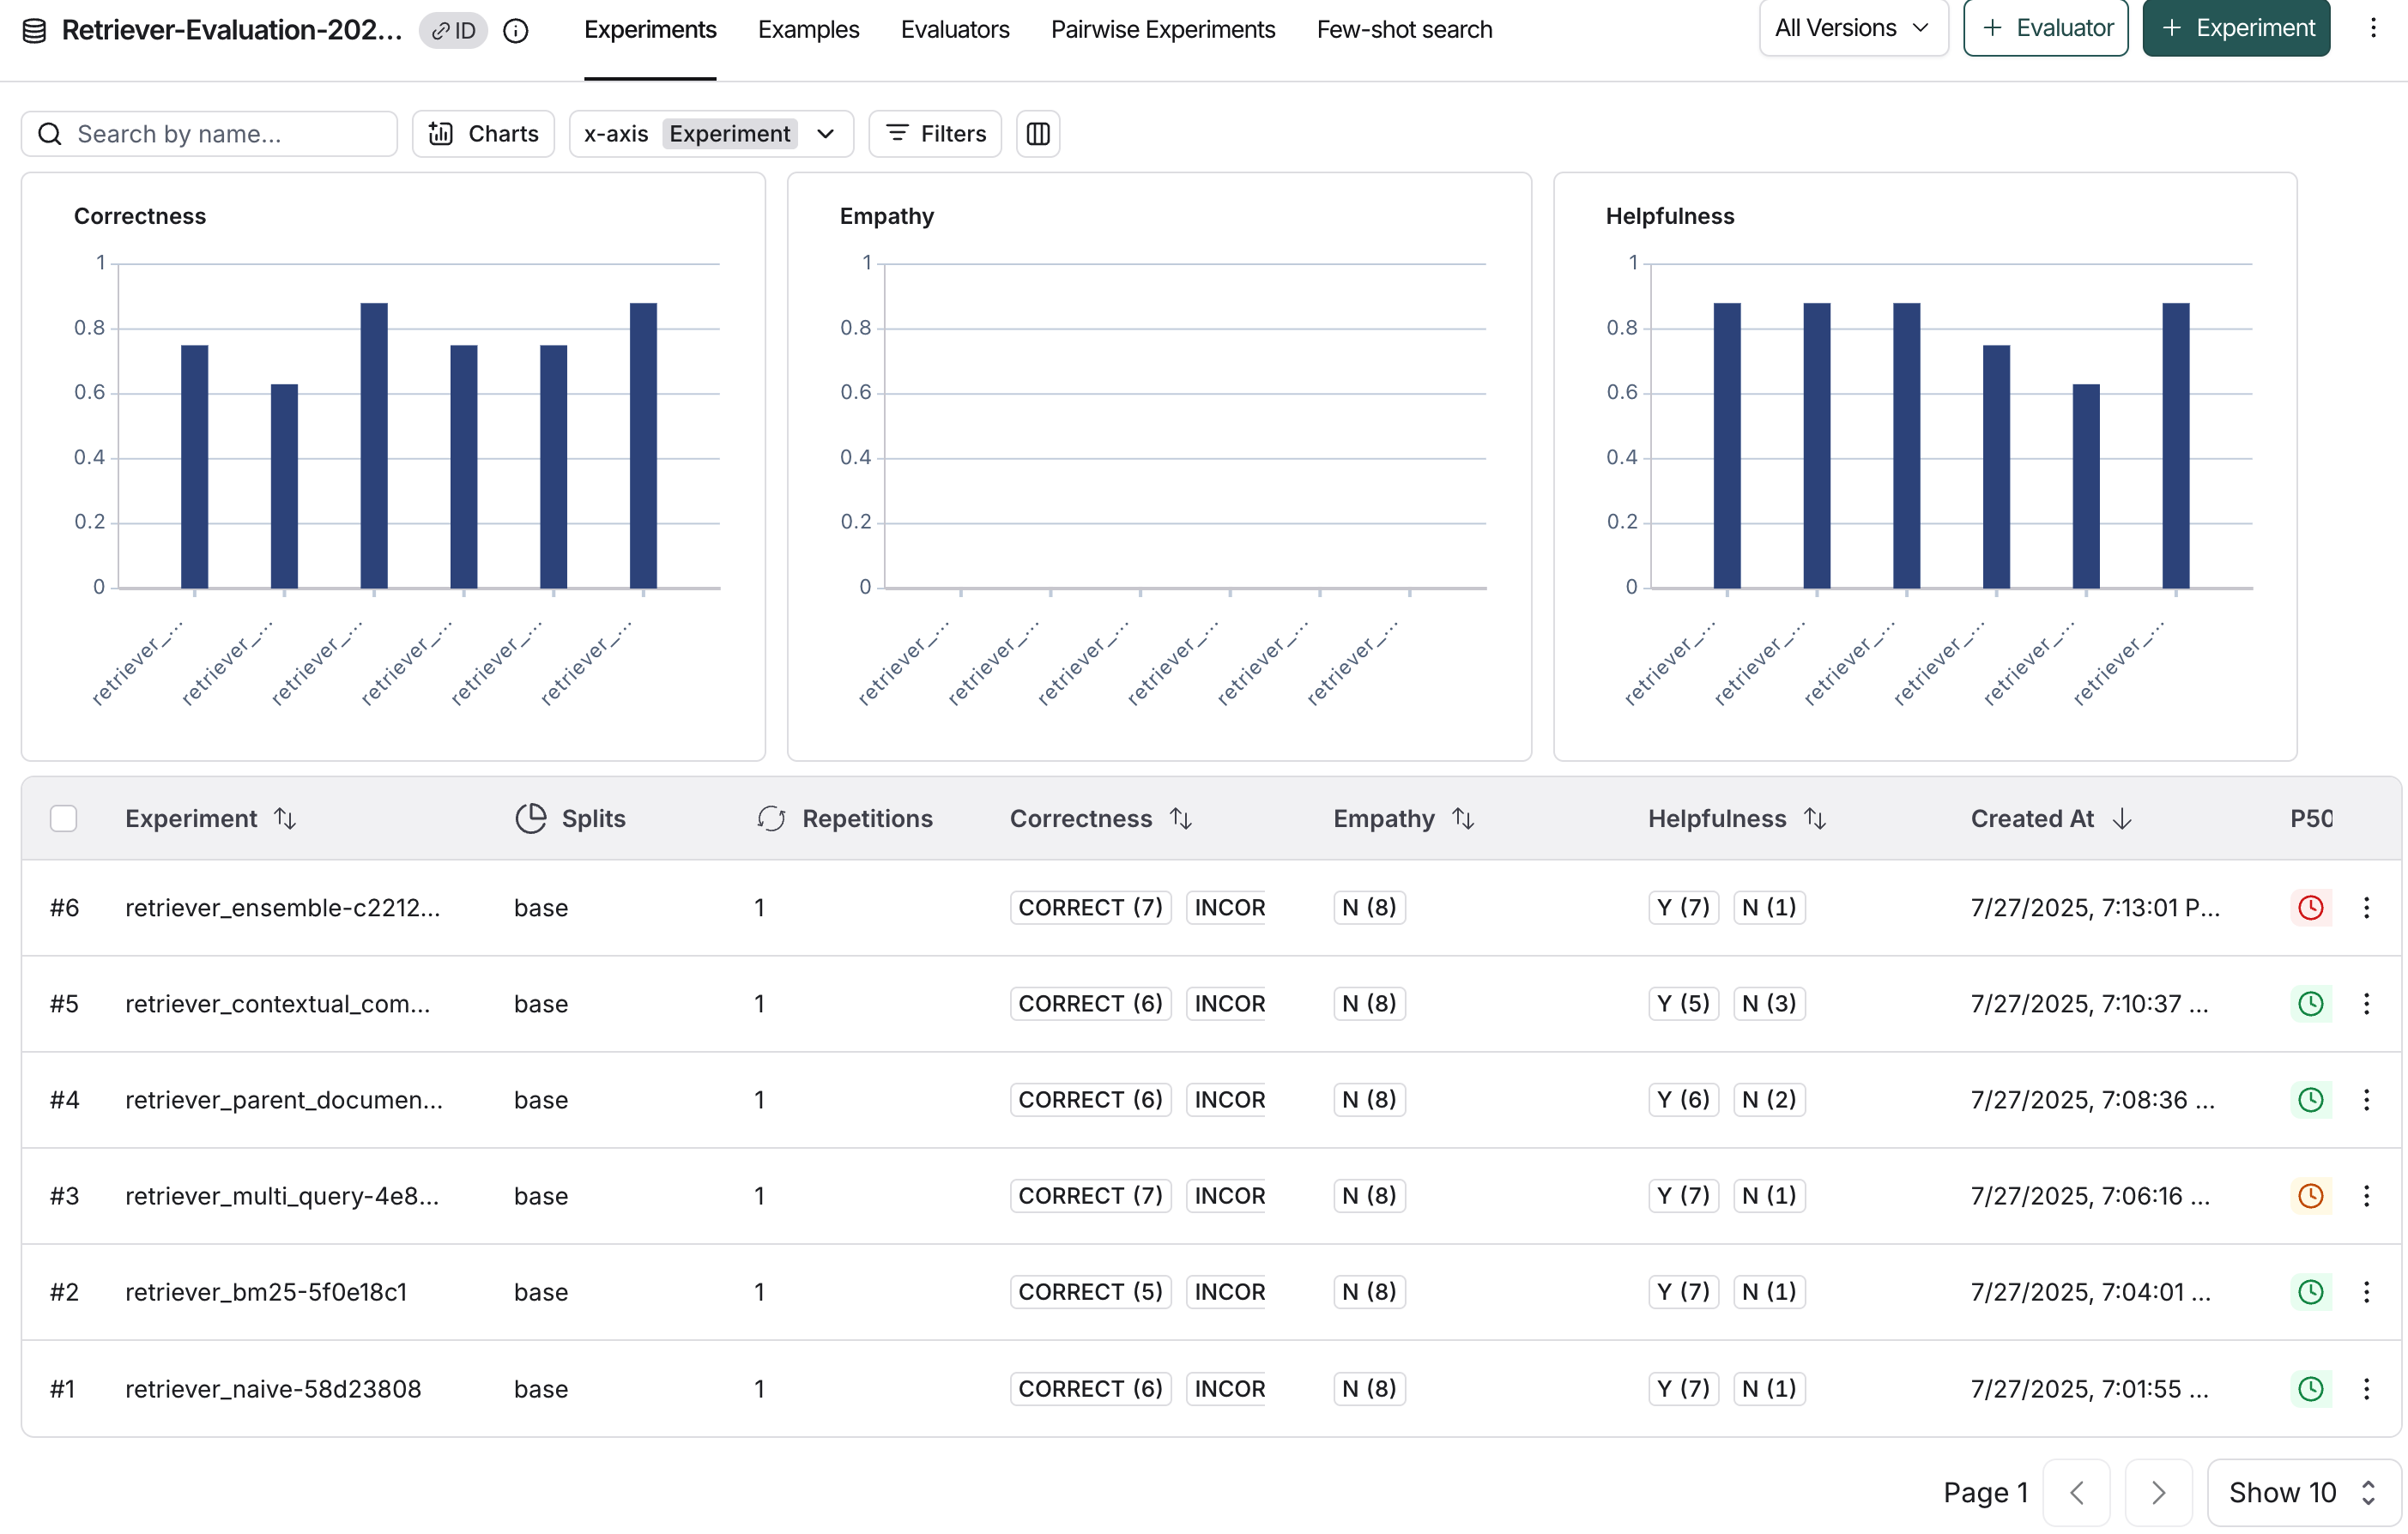 Retriever-Evaluation-202... ID Experiments Examples Evaluators Pairwise Experiments Few-shot search All Versions + Evaluator + Experiment
Search by name... Charts x-axis Experiment Filters
Correctness
1
0.8
0.6
0.4
0.2
0
retriever_... retriever_... retriever_... retriever_... retriever_... retriever_...
Empathy
1
0.8
0.6
0.4
0.2
0
retriever_... retriever_... retriever_... retriever_... retriever_... retriever_...
Helpfulness
1
0.8
0.6
0.4
0.2
0
retriever_... retriever_... retriever_... retriever_... retriever_... retriever_...
Experiment Splits Repetitions Correctness Empathy Helpfulness Created At P50
#6 retriever_ensemble-c2212... base 1 CORRECT (7) INCOR N (8) Y (7) N (1) 7/27/2025, 7:13:01 P...
#5 retriever_contextual_com... base 1 CORRECT (6) INCOR N (8) Y (5) N (3) 7/27/2025, 7:10:37 ...
#4 retriever_parent_documen... base 1 CORRECT (6) INCOR N (8) Y (6) N (2) 7/27/2025, 7:08:36 ...
#3 retriever_multi_query-4e8... base 1 CORRECT (7) INCOR N (8) Y (7) N (1) 7/27/2025, 7:06:16 ...
#2 retriever_bm25-5f0e18c1 base 1 CORRECT (5) INCOR N (8) Y (7) N (1) 7/27/2025, 7:04:01 ...
#1 retriever_naive-58d23808 base 1 CORRECT (6) INCOR N (8) Y (7) N (1) 7/27/2025, 7:01:55 ...
Page 1 Show 10